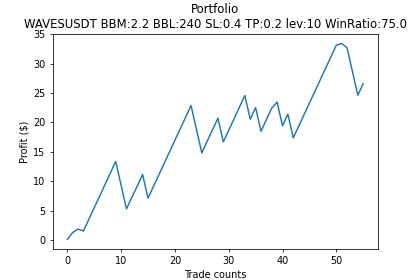 Portfolio
WAVESUSDT BBM:2.2 BBL:240 SL:0.4 TP:0.2 lev:10 WinRatio:75.0
35
30
25
20
15
10
5
0
Profit ($)
0 10 20 30 40 50
Trade counts